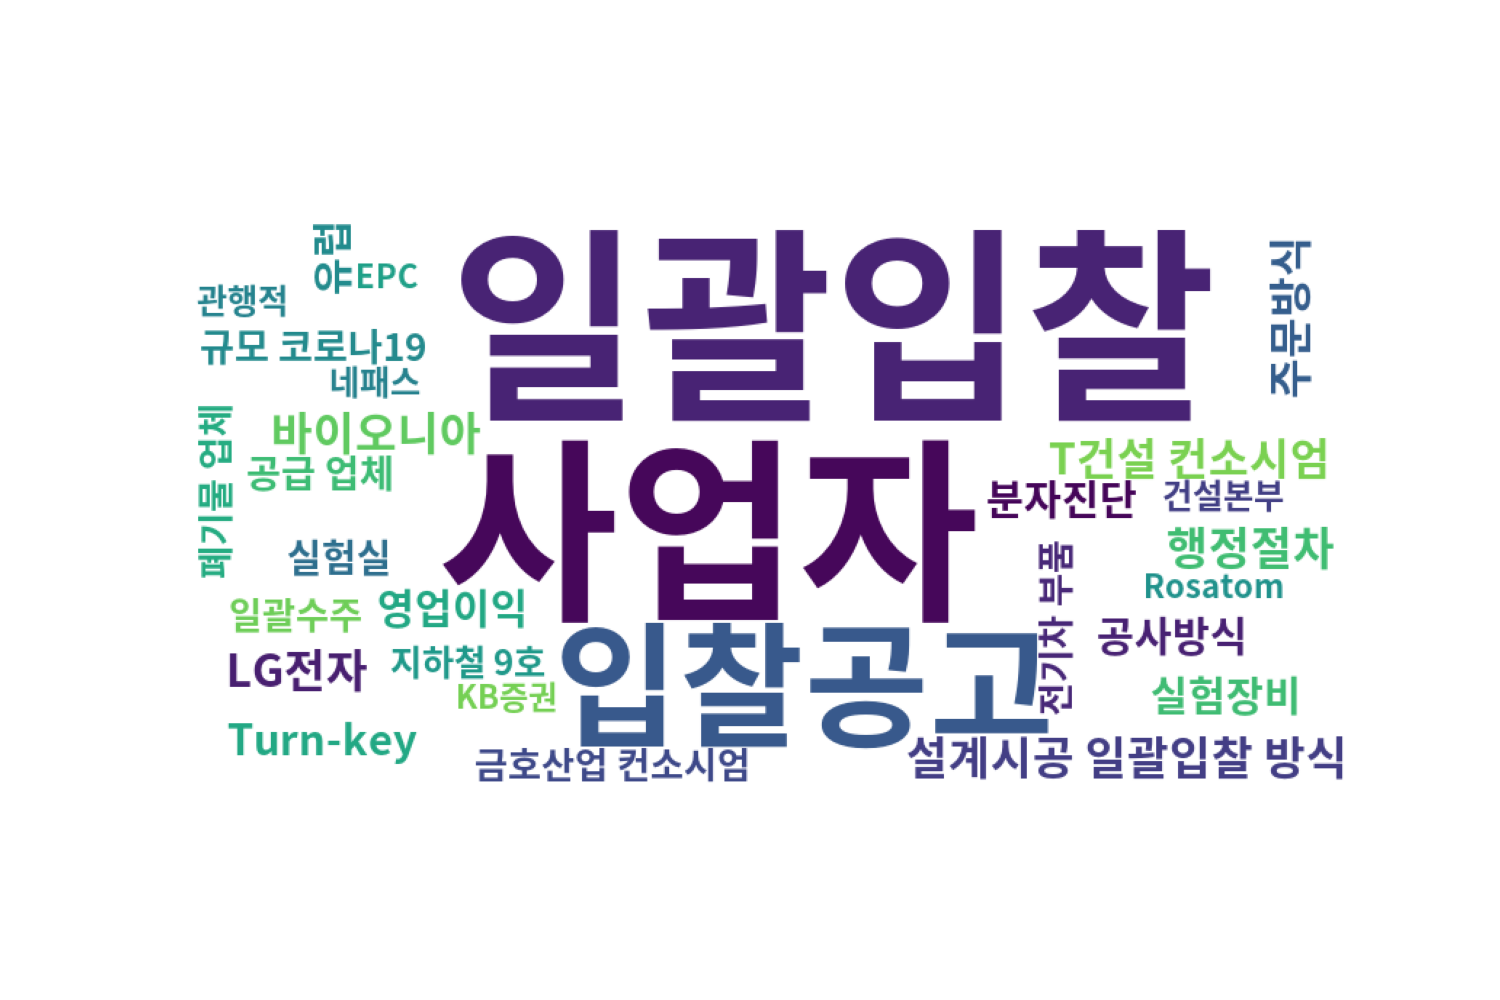 일괄입찰
사업자
입찰공고
유럽
EPC
관행적
규모 코로나19
네패스
바이오니아
공급 업체
폐기물 업체
실험실
일괄수주
영업이익
LG전자
지하철 9호
KB증권
Turn-key
금호산업 컨소시엄
주문방식
T건설 컨소시엄
분자진단
건설본부
행정절차
Rosatom
전기차 부품
공사방식
실험장비
설계시공 일괄입찰 방식